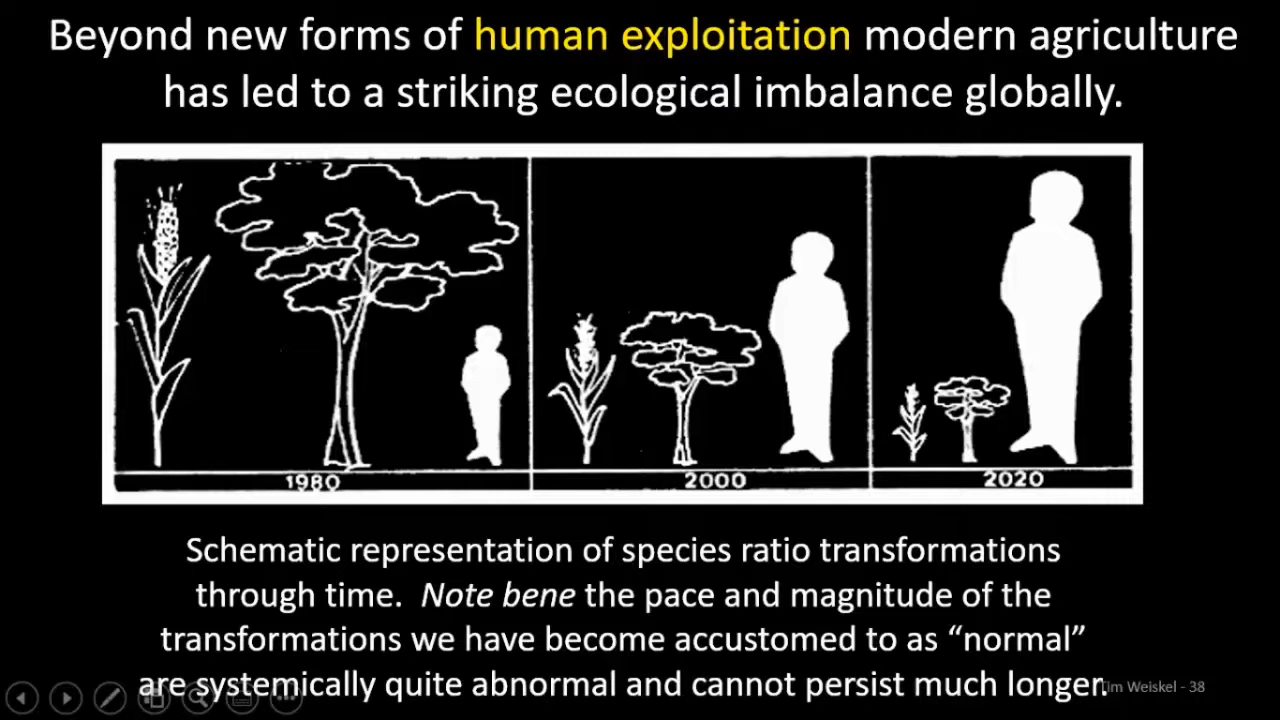 Beyond new forms of human exploitation modern agriculture
has led to a striking ecological imbalance globally.
1980
2000
2020
Schematic representation of species ratio transformations
through time. Note bene the pace and magnitude of the
transformations we have become accustomed to as “normal”
are systemically quite abnormal and cannot persist much longer.
Tim Weiskel - 38